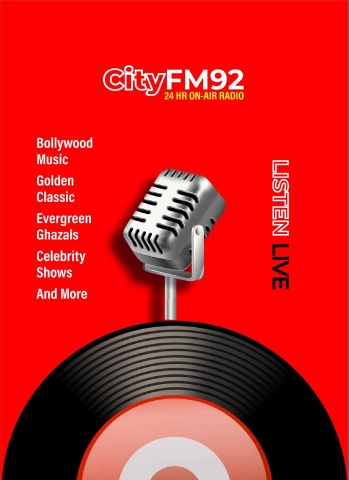 CityFM92
24 HR ON-AIR RADIO
Bollywood
Music
Golden
Classic
Evergreen
Ghazals
Celebrity
Shows
And More
LISTEN LIVE